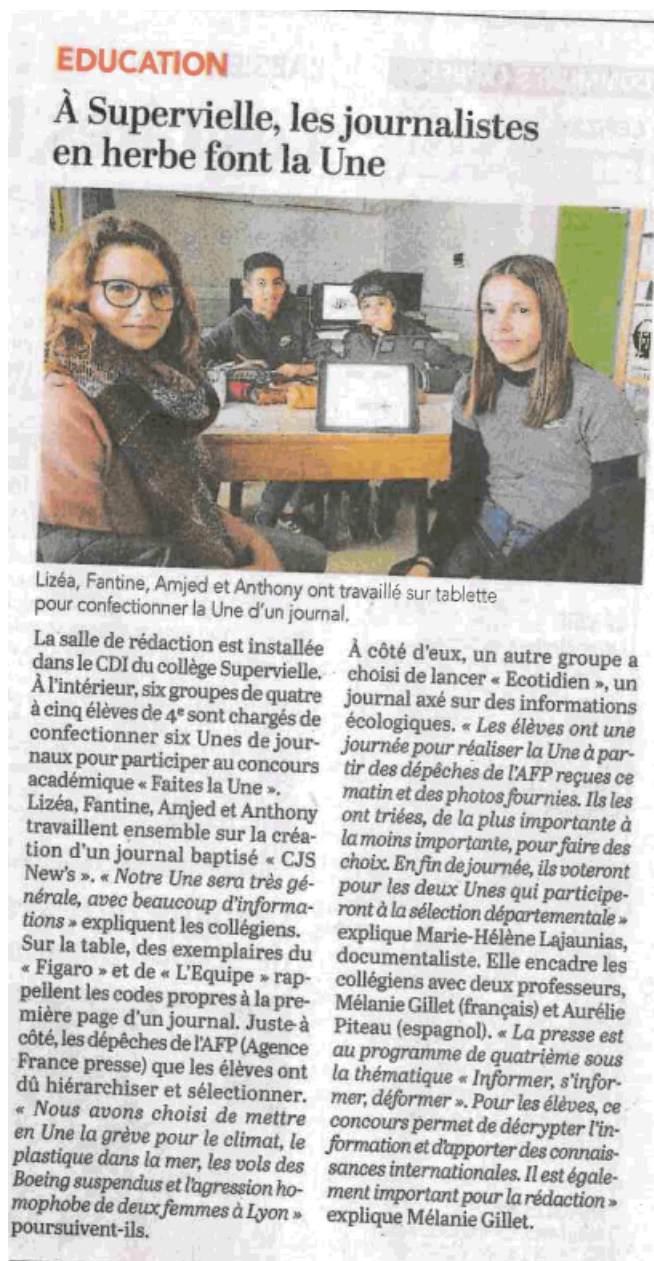 EDUCATION
À Supervielle, les journalistes
en herbe font la Une
Lizéa, Fantine, Amjed et Anthony ont travaillé sur tablette
pour confectionner la Une d'un journal.
La salle de rédaction est installée
dans le CDI du collège Supervielle.
À l'intérieur, six groupes de quatre
à cinq élèves de 4e sont chargés de
confectionner six Unes de jour-
naux pour participer au concours
académique « Faites la Une ».
Lizéa, Fantine, Amjed et Anthony
travaillent ensemble sur la créa-
tion d'un journal baptisé « CJS
New's ». « Notre Une sera très gé-
nérale, avec beaucoup d'informa-
tions » expliquent les collégiens.
Sur la table, des exemplaires du
« Figaro » et de « L'Equipe » rap-
pellent les codes propres à la pre-
mière page d'un journal. Juste à
côté, les dépêches de l'AFP (Agence
France presse) que les élèves ont
dû hiérarchiser et sélectionner.
« Nous avons choisi de mettre
en Une la grève pour le climat, le
plastique dans la mer, les vols des
Boeing suspendus et l'agression ho-
mophobe de deux femmes à Lyon »
poursuivent-ils.
À côté d'eux, un autre groupe a
choisi de lancer « Ecotidien », un
journal axé sur des informations
écologiques. « Les élèves ont une
journée pour réaliser la Une à par-
tir des dépêches de l'AFP reçues ce
matin et des photos fournies. Ils les
ont triées, de la plus importante à
la moins importante, pour faire des
choix. En fin de journée, ils voteront
pour les deux Unes qui participe-
ront à la sélection départementale »
explique Marie-Hélène Lajaunias,
documentaliste. Elle encadre les
collégiens avec deux professeurs,
Mélanie Gillet (français) et Aurélie
Piteau (espagnol). « La presse est
au programme de quatrième sous
la thématique « Informer, s'infor-
mer, déformer ». Pour les élèves, ce
concours permet de décrypter l'in-
formation et d'apporter des connais-
sances internationales. Il est égale-
ment important pour la rédaction »
explique Mélanie Gillet.